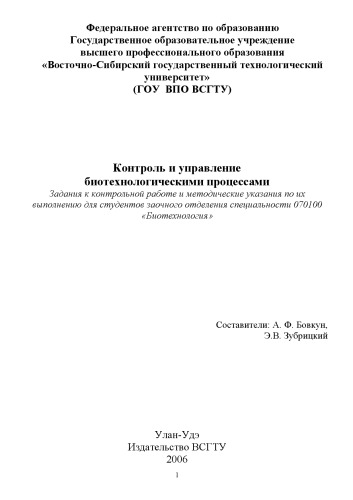 Федеральное агентство по образованию
Государственное образовательное учреждение
высшего профессионального образования
«Восточно-Сибирский государственный технологический
университет»
(ГОУ ВПО ВСГТУ)
Контроль и управление
биотехнологическими процессами
Задания к контрольной работе и методические указания по их
выполнению для студентов заочного отделения специальности 070100
«Биотехнология»
Составители: А. Ф. Бовкун,
Э.В. Зубрицкий
Улан-Удэ
Издательство ВСГТУ
2006
1